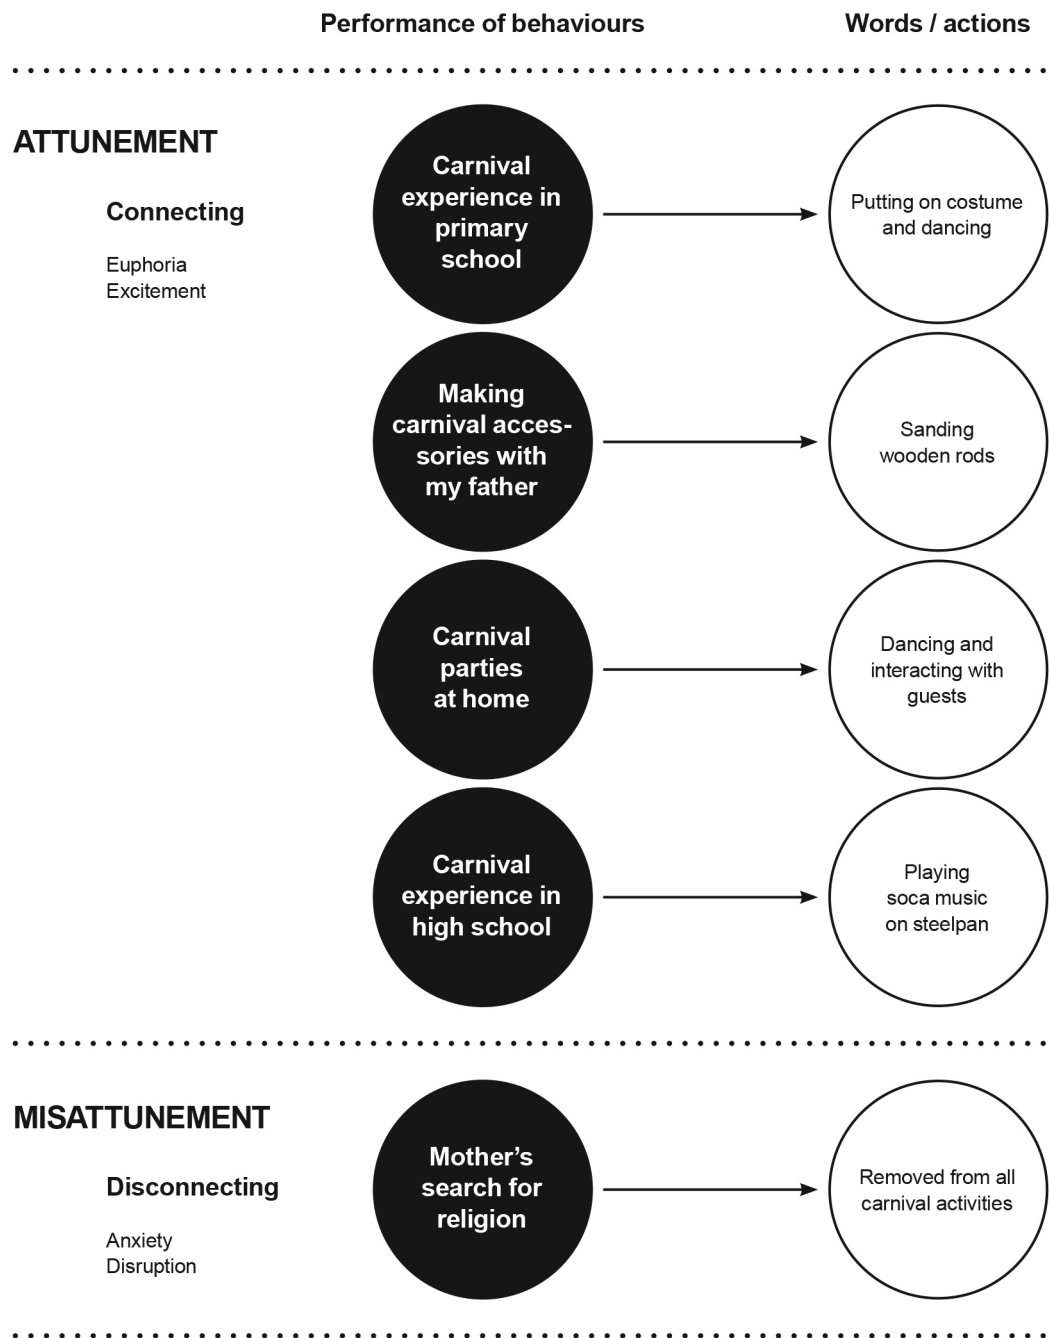 Performance of behaviours
Words / actions
ATTUNEMENT
Connecting
Euphoria
Excitement
Carnival
experience in
primary
school
Putting on costume
and dancing
Making
carnival acces-
sories with
my father
Sanding
wooden rods
Carnival
parties
at home
Dancing and
interacting with
guests
Carnival
experience in
high school
Playing
soca music
on steelpan
MISATTUNEMENT
Disconnecting
Anxiety
Disruption
Mother’s
search for
religion
Removed from all
carnival activities